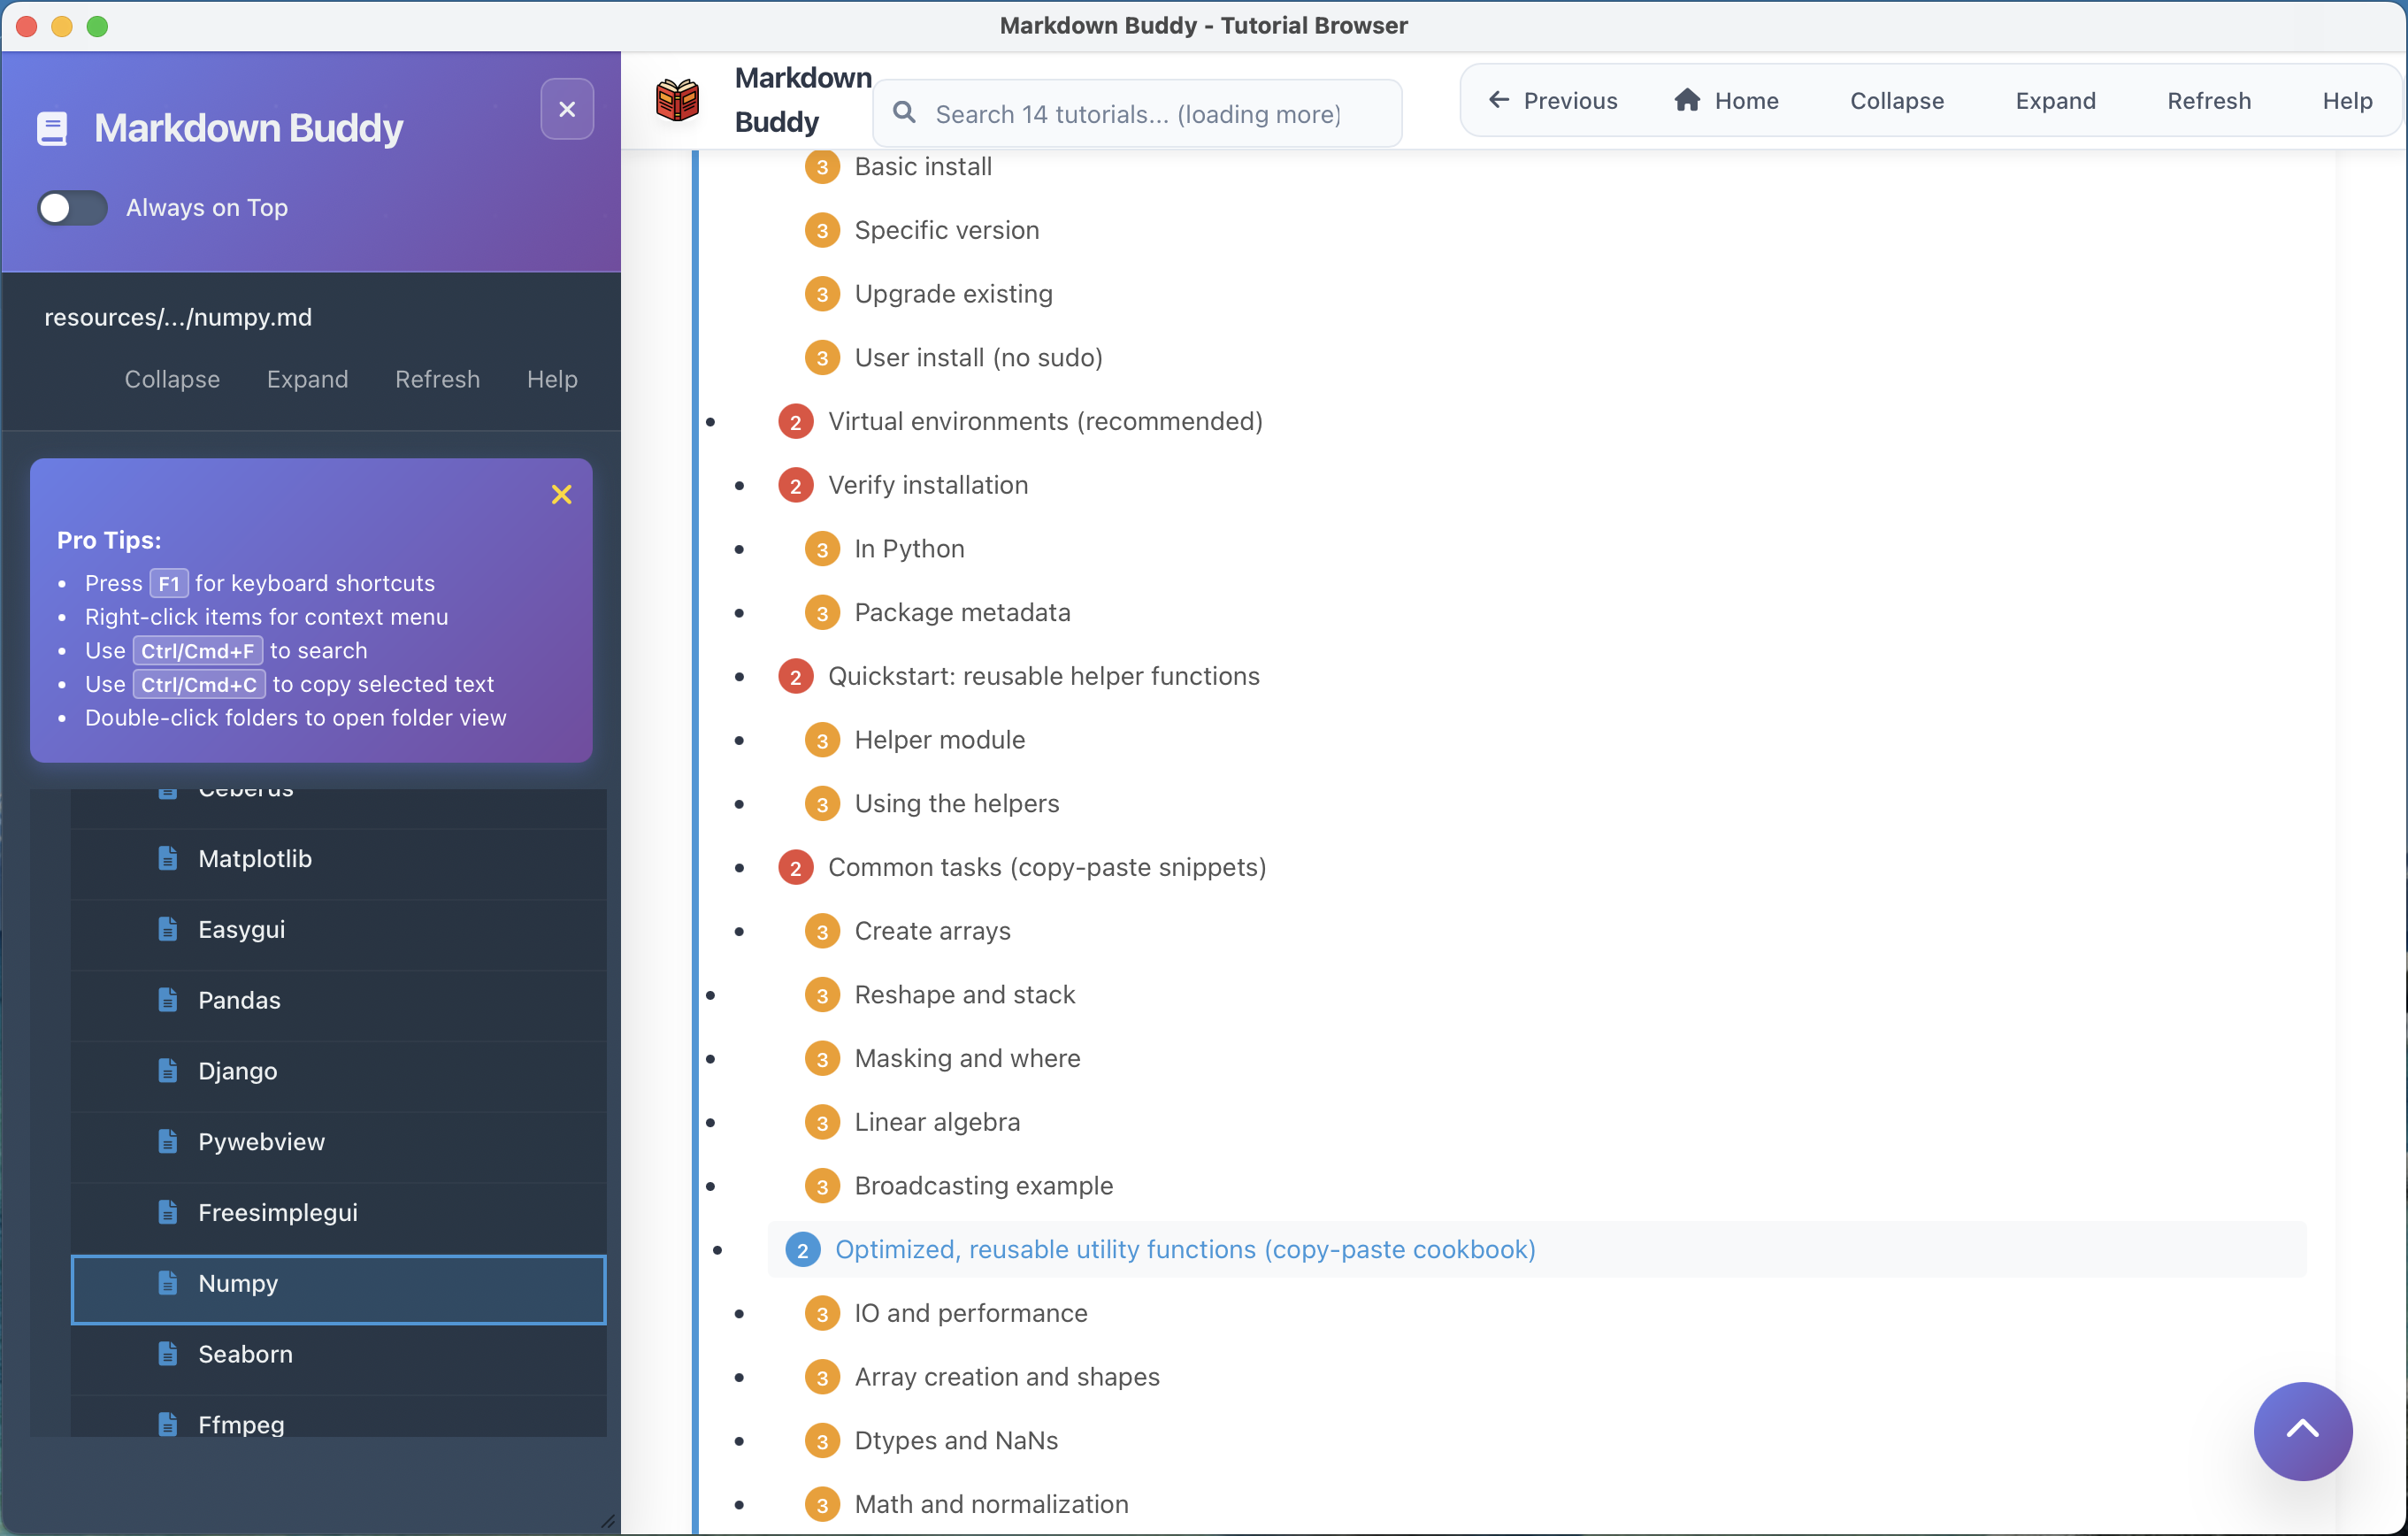 Markdown Buddy - Tutorial Browser
Markdown Buddy
Always on Top
resources/.../numpy.md
Collapse Expand Refresh Help
Pro Tips:
• Press F1 for keyboard shortcuts
• Right-click items for context menu
• Use Ctrl/Cmd+F to search
• Use Ctrl/Cmd+C to copy selected text
• Double-click folders to open folder view
Ceberus
Matplotlib
Easygui
Pandas
Django
Pywebview
Freesimplegui
Numpy
Seaborn
Ffmpeg
Markdown
Buddy
Search 14 tutorials... (loading more)
Previous Home Collapse Expand Refresh Help
3 Basic install
3 Specific version
3 Upgrade existing
3 User install (no sudo)
• 2 Virtual environments (recommended)
• 2 Verify installation
• 3 In Python
• 3 Package metadata
• 2 Quickstart: reusable helper functions
• 3 Helper module
• 3 Using the helpers
• 2 Common tasks (copy-paste snippets)
• 3 Create arrays
• 3 Reshape and stack
• 3 Masking and where
• 3 Linear algebra
• 3 Broadcasting example
• 2 Optimized, reusable utility functions (copy-paste cookbook)
• 3 IO and performance
• 3 Array creation and shapes
• 3 Dtypes and NaNs
• 3 Math and normalization